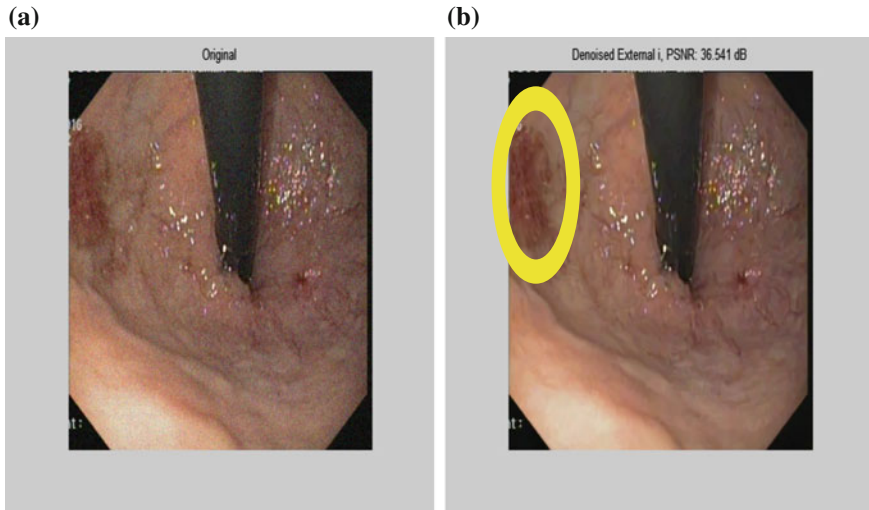 (a)
(b)
Original
Denoised External i, PSNR: 36.541 dB